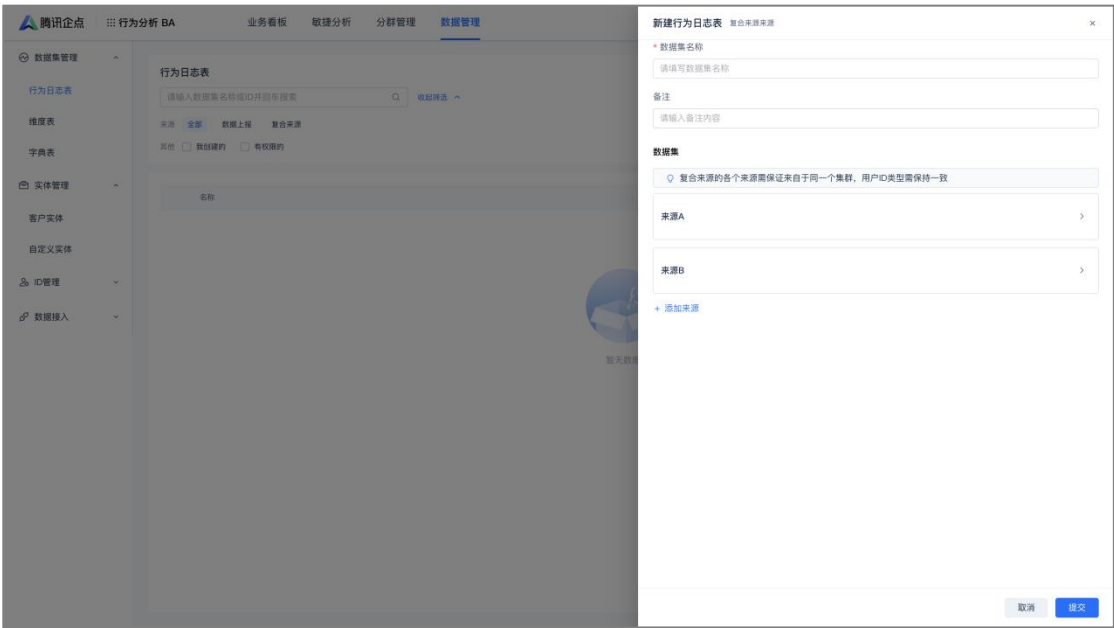 腾讯企点
行为分析 BA
业务看板
敏捷分析
分群管理
数据管理
数据集管理
行为日志表
维度表
字典表
实体管理
客户实体
自定义实体
ID管理
数据接入
行为日志表
请输入数据集名称或ID并回车搜索
收起筛选
来源 全部 数据上报 复合来源
其他 我创建的 有权限的
名称
暂无数据
新建行为日志表 复合来源来源
* 数据集名称
请填写数据集名称
备注
请输入备注内容
数据集
复合来源的各个来源需保证来自于同一个集群，用户ID类型需保持一致
来源A
来源B
+ 添加来源
取消
提交